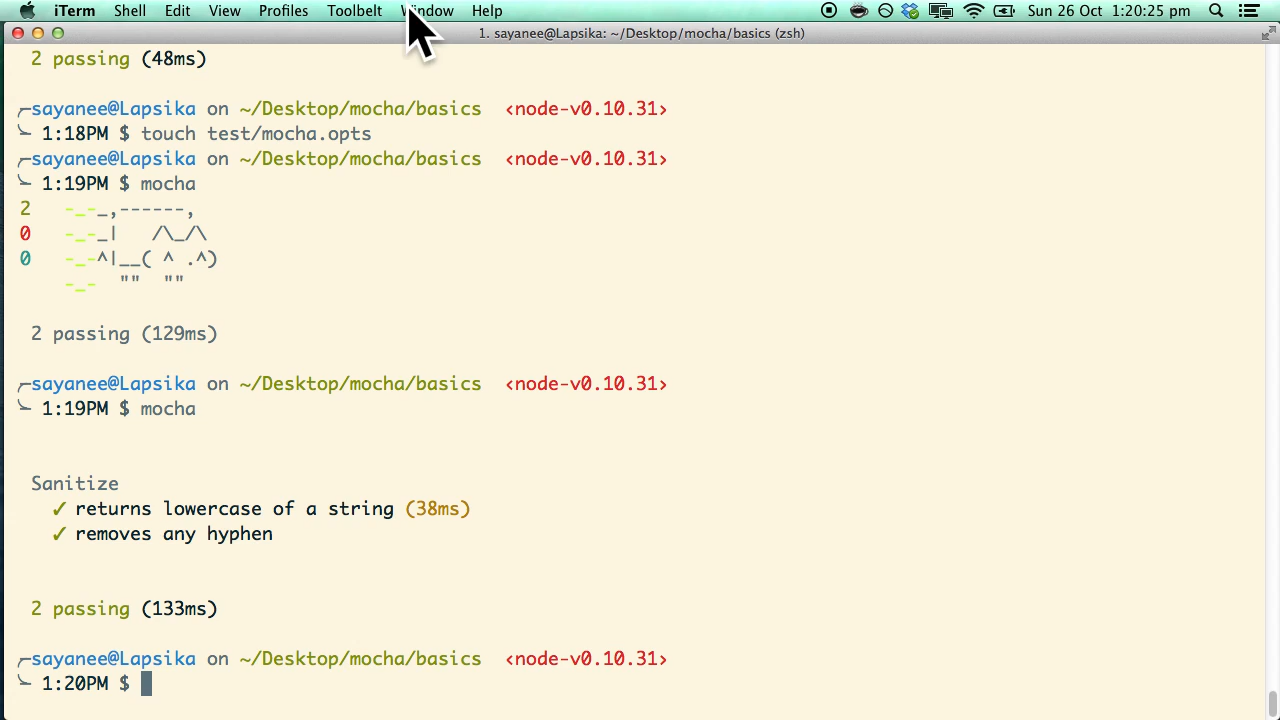 iTerm Shell Edit View Profiles Toolbelt Window Help Sun 26 Oct 1:20:25 pm
1. sayanee@Lapsika: ~/Desktop/mocha/basics (zsh)
2 passing (48ms)
╭─sayanee@Lapsika on ~/Desktop/mocha/basics ‹node-v0.10.31›
╰ 1:18PM $ touch test/mocha.opts
╭─sayanee@Lapsika on ~/Desktop/mocha/basics ‹node-v0.10.31›
╰ 1:19PM $ mocha
2   -_-_,------,
0   -_-_|   /\_/\
0   -_-^|__( ^ .^)
    -_-  ""  ""
2 passing (129ms)
╭─sayanee@Lapsika on ~/Desktop/mocha/basics ‹node-v0.10.31›
╰ 1:19PM $ mocha
Sanitize
✓ returns lowercase of a string (38ms)
✓ removes any hyphen
2 passing (133ms)
╭─sayanee@Lapsika on ~/Desktop/mocha/basics ‹node-v0.10.31›
╰ 1:20PM $